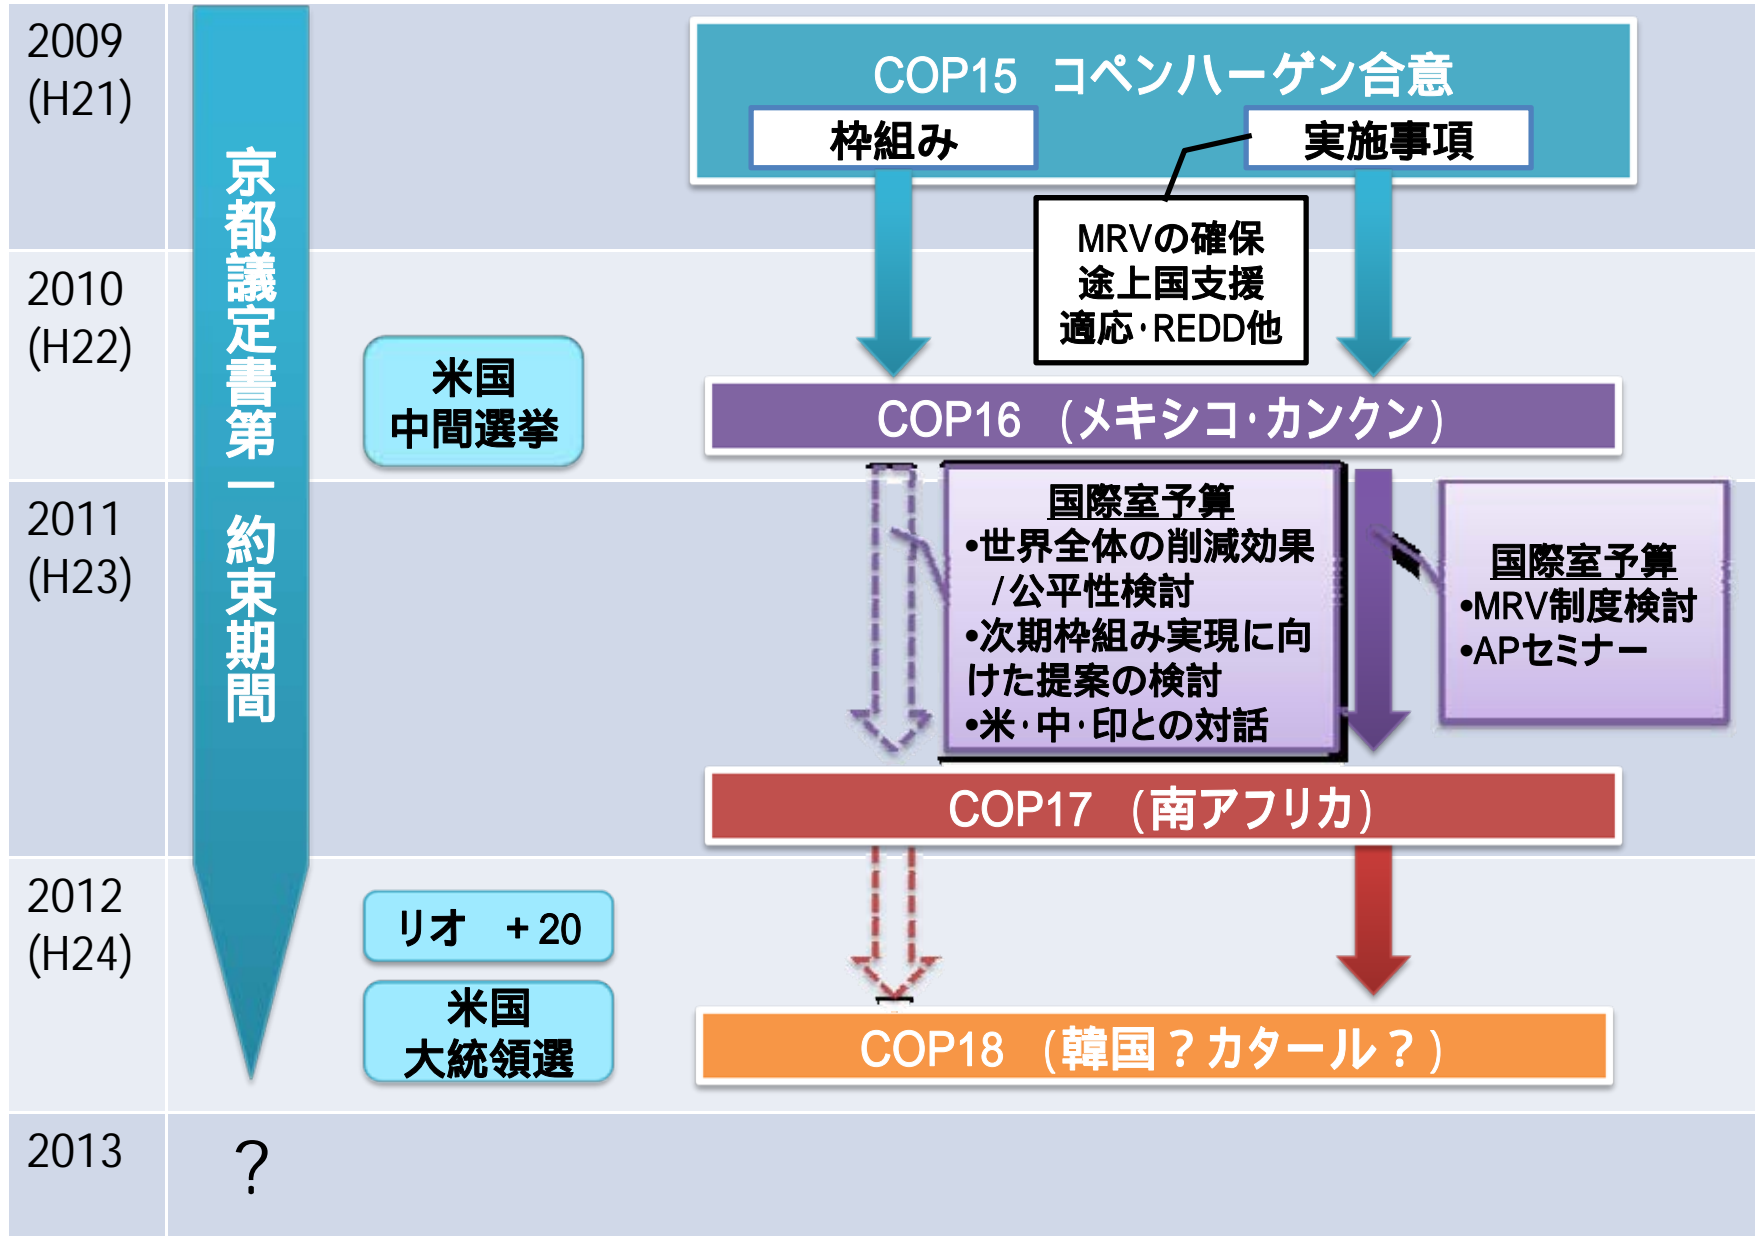 2009
(H21)
COP15 コペンハーゲン合意
枠組み
実施事項
MRVの確保
途上国支援
適応・REDD他
京都議定書第一約束期間
2010
(H22)
米国
中間選挙
COP16 (メキシコ・カンクン)
2011
(H23)
国際室予算
•世界全体の削減効果
/公平性検討
•次期枠組み実現に向
けた提案の検討
•米・中・印との対話
国際室予算
•MRV制度検討
•APセミナー
COP17 (南アフリカ)
2012
(H24)
リオ +20
米国
大統領選
COP18 (韓国？カタール？)
2013
？